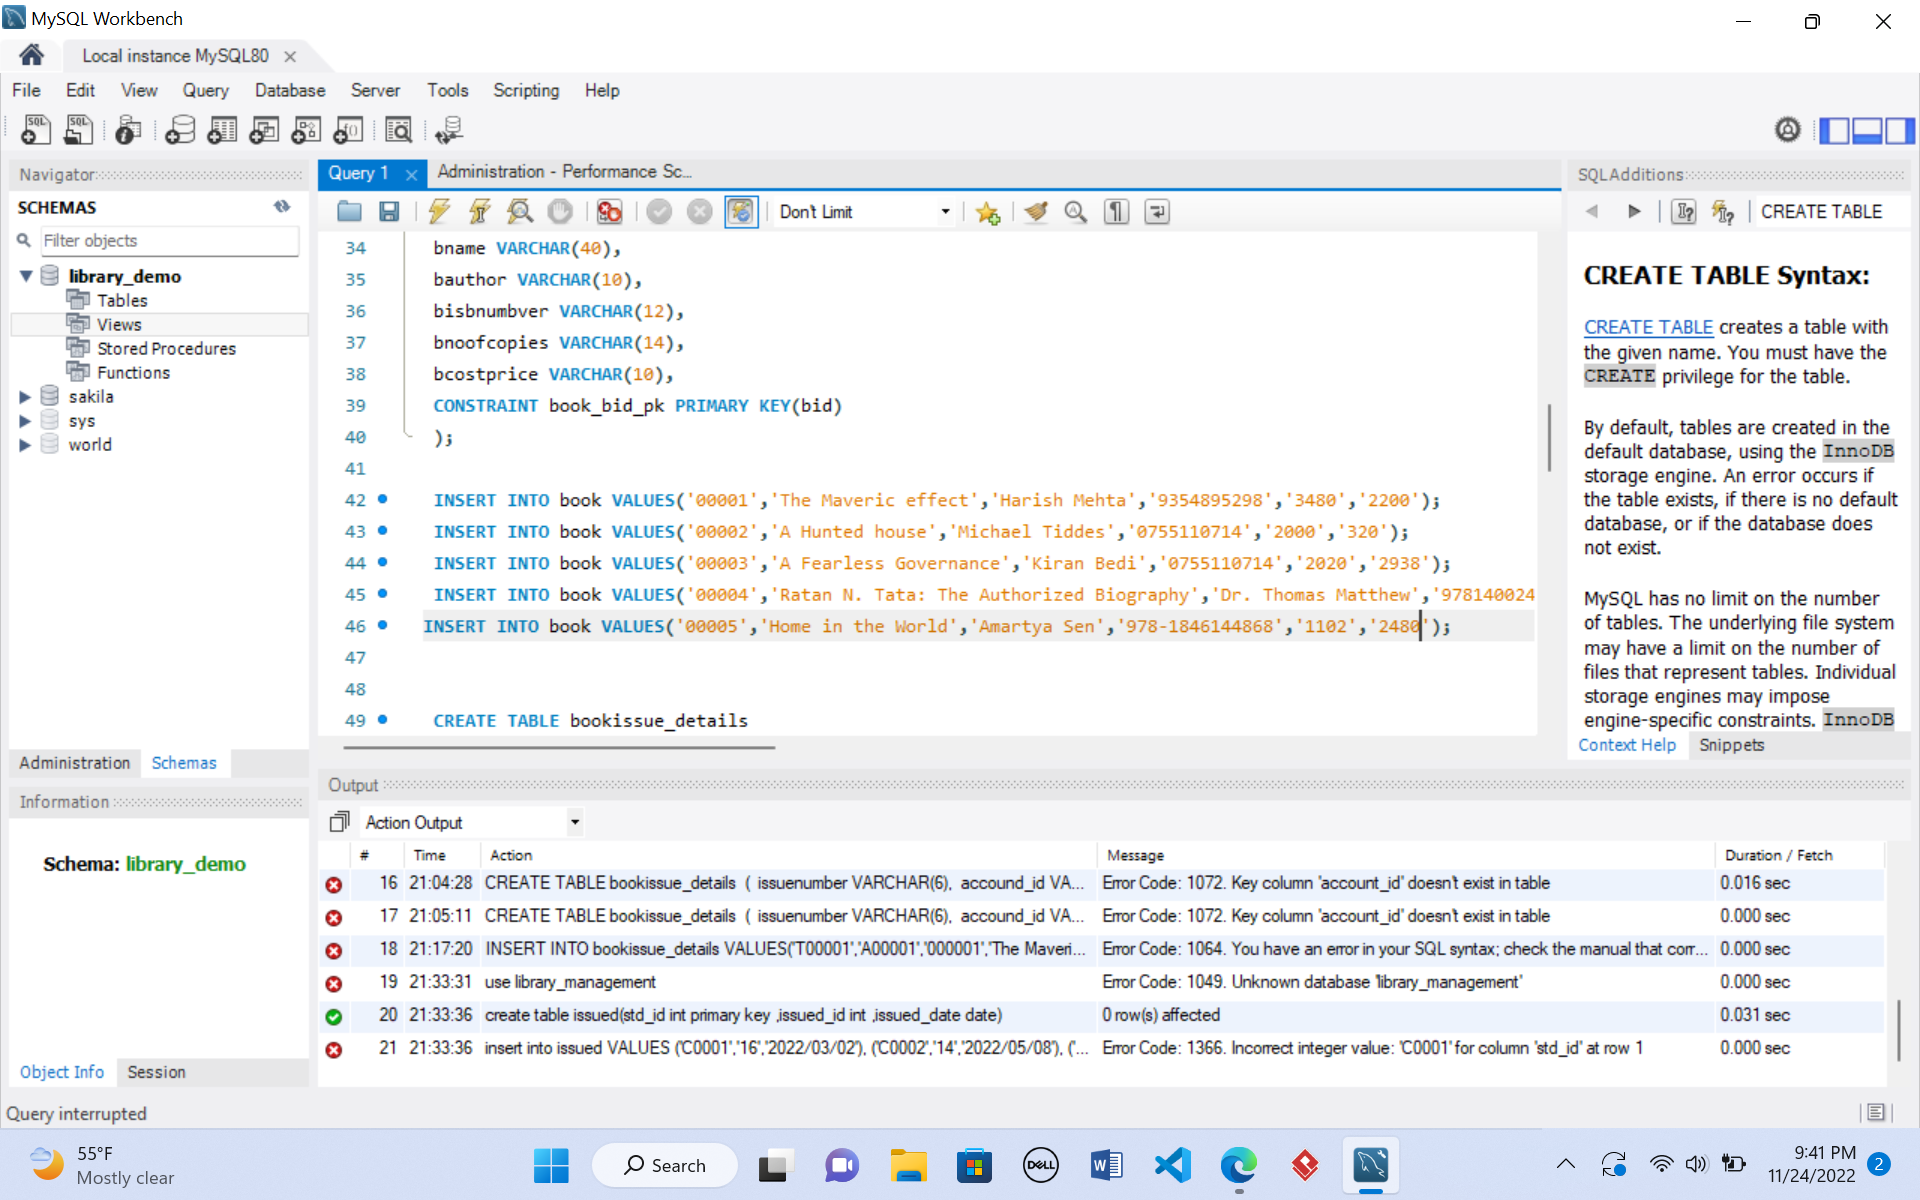 MySQL Workbench
Local instance MySQL80
File Edit View Query Database Server Tools Scripting Help
Navigator
SCHEMAS
Filter objects
library_demo
Tables
Views
Stored Procedures
Functions
sakila
sys
world
Administration Schemas
Information
Schema: library_demo
Object Info Session
Query interrupted
Query 1 Administration - Performance Sc...
Don't Limit
34 bname VARCHAR(40),
35 bauthor VARCHAR(10),
36 bisbnumbver VARCHAR(12),
37 bnoofcopies VARCHAR(14),
38 bcostprice VARCHAR(10),
39 CONSTRAINT book_bid_pk PRIMARY KEY(bid)
40 );
41
42 INSERT INTO book VALUES('00001','The Maveric effect','Harish Mehta','9354895298','3480','2200');
43 INSERT INTO book VALUES('00002','A Hunted house','Michael Tiddes','0755110714','2000','320');
44 INSERT INTO book VALUES('00003','A Fearless Governance','Kiran Bedi','0755110714','2020','2938');
45 INSERT INTO book VALUES('00004','Ratan N. Tata: The Authorized Biography','Dr. Thomas Matthew','978140024
46 INSERT INTO book VALUES('00005','Home in the World','Amartya Sen','978-1846144868','1102','2480');
47
48
49 CREATE TABLE bookissue_details
SQLAdditions
CREATE TABLE
CREATE TABLE Syntax:
CREATE TABLE creates a table with
the given name. You must have the
CREATE privilege for the table.
By default, tables are created in the
default database, using the InnoDB
storage engine. An error occurs if
the table exists, if there is no default
database, or if the database does
not exist.
MySQL has no limit on the number
of tables. The underlying file system
may have a limit on the number of
files that represent tables. Individual
storage engines may impose
engine-specific constraints. InnoDB
Context Help Snippets
Output
Action Output
# Time Action Message Duration / Fetch
16 21:04:28 CREATE TABLE bookissue_details ( issuenumber VARCHAR(6), accound_id VA... Error Code: 1072. Key column 'account_id' doesn't exist in table 0.016 sec
17 21:05:11 CREATE TABLE bookissue_details ( issuenumber VARCHAR(6), accound_id VA... Error Code: 1072. Key column 'account_id' doesn't exist in table 0.000 sec
18 21:17:20 INSERT INTO bookissue_details VALUES('T00001','A00001','000001','The Maveri... Error Code: 1064. You have an error in your SQL syntax; check the manual that corr... 0.000 sec
19 21:33:31 use library_management Error Code: 1049. Unknown database 'library_management' 0.000 sec
20 21:33:36 create table issued(std_id int primary key ,issued_id int ,issued_date date) 0 row(s) affected 0.031 sec
21 21:33:36 insert into issued VALUES ('C0001','16','2022/03/02'), ('C0002','14','2022/05/08'), ('... Error Code: 1366. Incorrect integer value: 'C0001' for column 'std_id' at row 1 0.000 sec
55°F
Mostly clear
Search
DELL
9:41 PM
11/24/2022
2